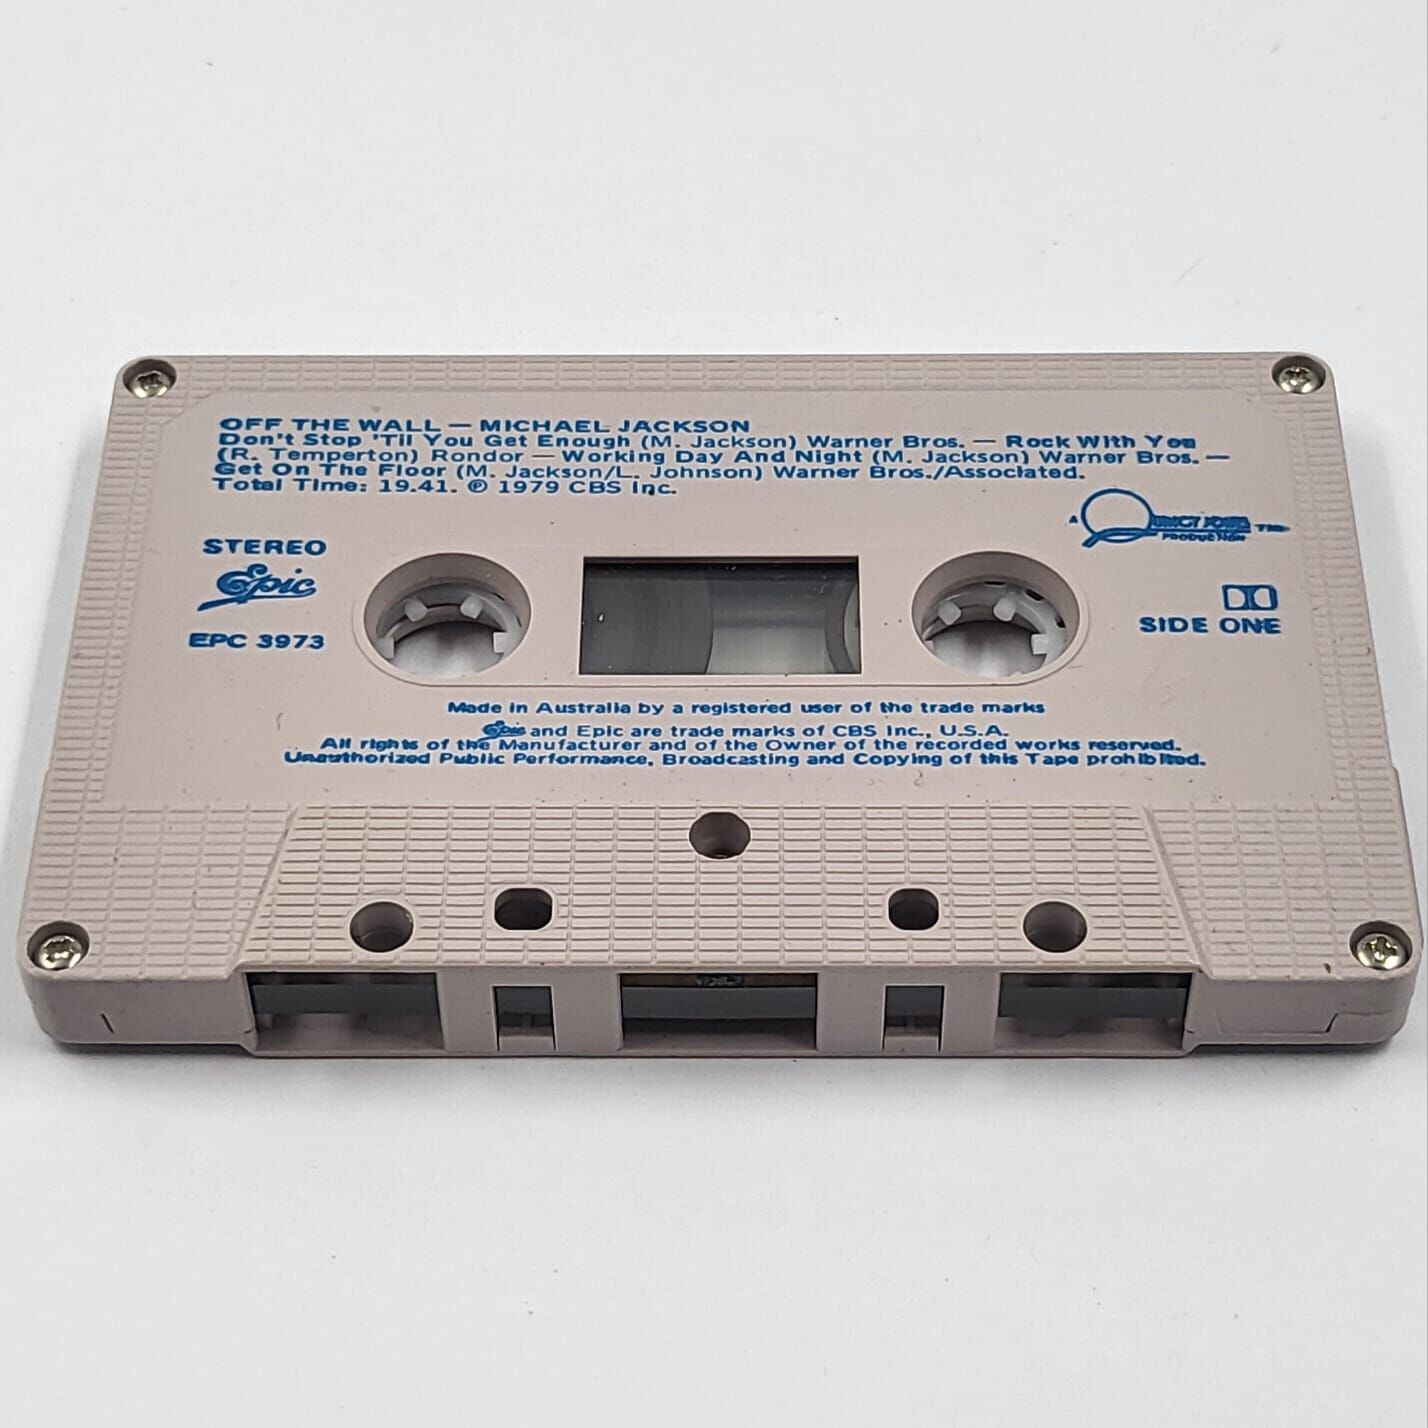 OFF THE WALL — MICHAEL JACKSON
Don't Stop 'Til You Get Enough (M. Jackson) Warner Bros. — Rock With You
(R. Temperton) Rondor — Working Day And Night (M. Jackson) Warner Bros. —
Get On The Floor (M. Jackson/L. Johnson) Warner Bros./Associated.
Total Time: 19.41. ℗ 1979 CBS Inc.
A QUINCY JONES TM
PRODUCTION
STEREO
Epic
EPC 3973
SIDE ONE
Made in Australia by a registered user of the trade marks
Epic and Epic are trade marks of CBS Inc., U.S.A.
All rights of the Manufacturer and of the Owner of the recorded works reserved.
Unauthorized Public Performance, Broadcasting and Copying of this Tape prohibited.